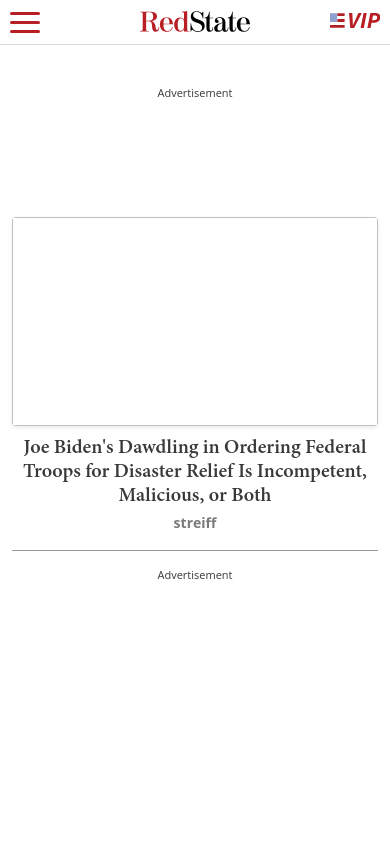 RedState
VIP
Advertisement
Joe Biden's Dawdling in Ordering Federal
Troops for Disaster Relief Is Incompetent,
Malicious, or Both
streiff
Advertisement